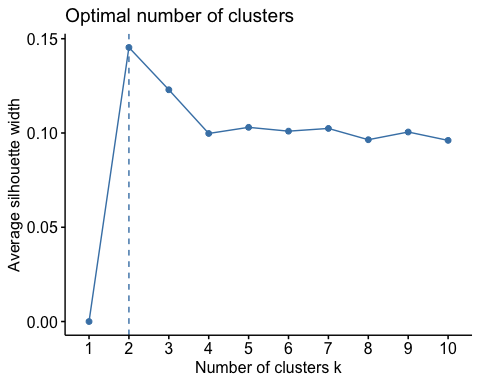 Optimal number of clusters
Average silhouette width
0.15
0.10
0.05
0.00
1 2 3 4 5 6 7 8 9 10
Number of clusters k